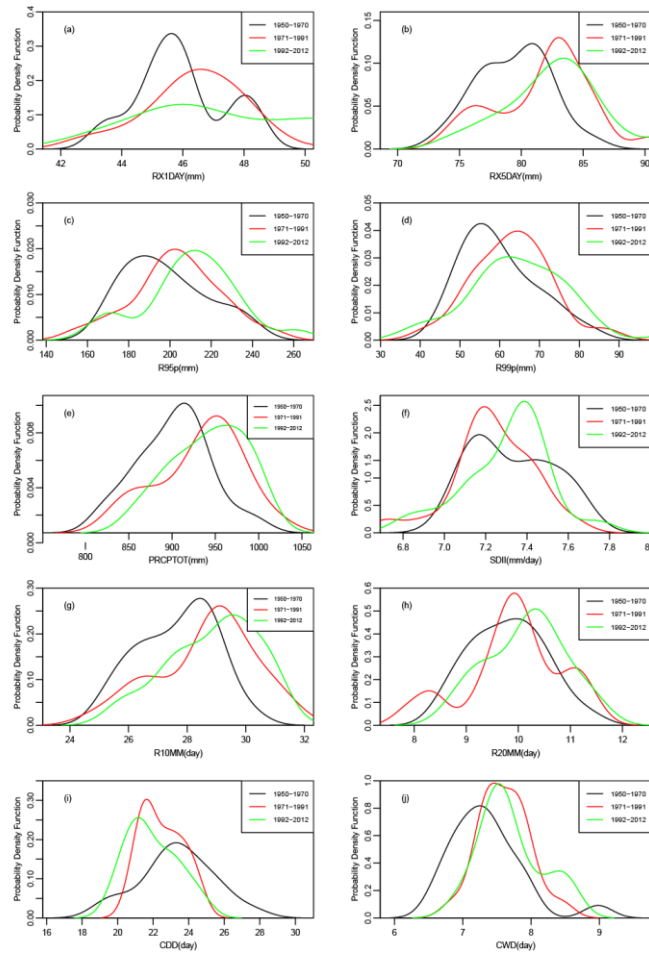 (a)
1950-1970
1971-1991
1992-2012
Probability Density Function
0.0 0.1 0.2 0.3 0.4
42 44 46 48 50
RX1DAY(mm)
(b)
1950-1970
1971-1991
1992-2012
Probability Density Function
0.00 0.05 0.10 0.15
70 75 80 85 90
RX5DAY(mm)
(c)
1950-1970
1971-1991
1992-2012
Probability Density Function
0.000 0.010 0.020 0.030
140 160 180 200 220 240 260
R95p(mm)
(d)
1950-1970
1971-1991
1992-2012
Probability Density Function
0.00 0.01 0.02 0.03 0.04 0.05
30 40 50 60 70 80 90
R99p(mm)
(e)
1950-1970
1971-1991
1992-2012
Probability Density Function
0.000 0.004 0.008
800 850 900 950 1000 1050
PRCPTOT(mm)
(f)
1950-1970
1971-1991
1992-2012
Probability Density Function
0.0 0.5 1.5 2.0 2.5
6.8 7.0 7.2 7.4 7.6 7.8 8.0
SDII(mm/day)
(g)
1950-1970
1971-1991
1992-2012
Probability Density Function
0.00 0.10 0.20 0.30
24 26 28 30 32
R10MM(day)
(h)
1950-1970
1971-1991
1992-2012
Probability Density Function
0.0 0.1 0.2 0.3 0.4 0.5 0.6
8 9 10 11 12
R20MM(day)
(i)
1950-1970
1971-1991
1992-2012
Probability Density Function
0.00 0.10 0.20 0.30
16 18 20 22 24 26 28 30
CDD(day)
(j)
1950-1970
1971-1991
1992-2012
Probability Density Function
0.0 0.2 0.4 0.6 0.8 1.0
6 7 8 9
CWD(day)